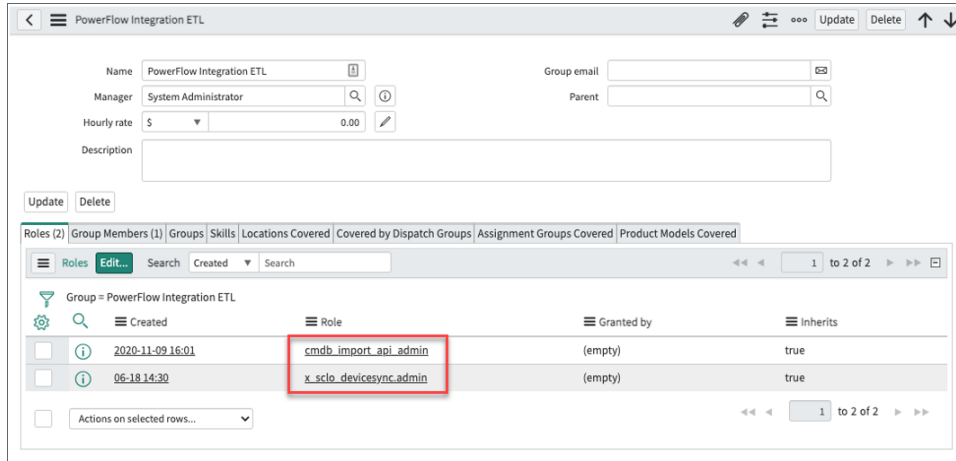 PowerFlow Integration ETL Update Delete
Name PowerFlow Integration ETL Group email
Manager System Administrator Parent
Hourly rate $ 0.00
Description
Update Delete
Roles (2) Group Members (1) Groups Skills Locations Covered Covered by Dispatch Groups Assignment Groups Covered Product Models Covered
Roles Edit... Search Created Search 1 to 2 of 2
Group = PowerFlow Integration ETL
Created Role Granted by Inherits
2020-11-09 16:01 cmdb_import_api_admin (empty) true
06-18 14:30 x_sclo_devicesync.admin (empty) true
Actions on selected rows... 1 to 2 of 2